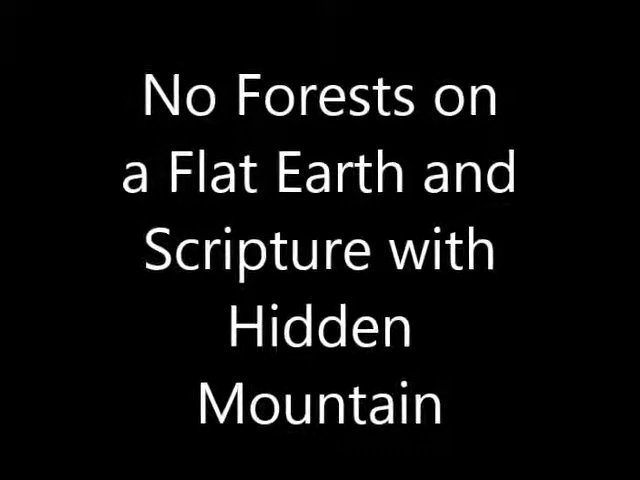 No Forests on
a Flat Earth and
Scripture with
Hidden
Mountain